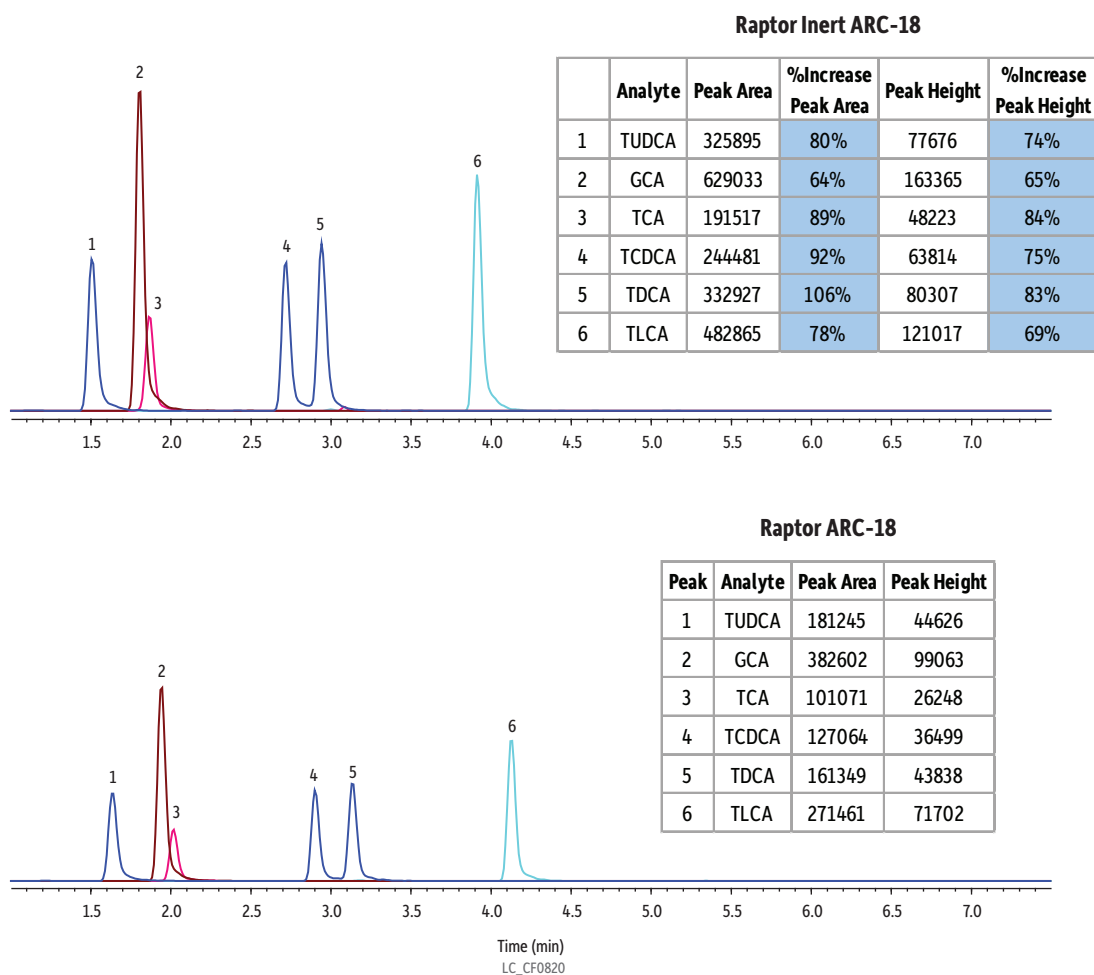 Raptor Inert ARC-18
Analyte Peak Area %Increase Peak Area Peak Height %Increase Peak Height
1 TUDCA 325895 80% 77676 74%
2 GCA 629033 64% 163365 65%
3 TCA 191517 89% 48223 84%
4 TCDCA 244481 92% 63814 75%
5 TDCA 332927 106% 80307 83%
6 TLCA 482865 78% 121017 69%
2
6
1
4
5
3
1.5 2.0 2.5 3.0 3.5 4.0 4.5 5.0 5.5 6.0 6.5 7.0
Raptor ARC-18
Peak Analyte Peak Area Peak Height
1 TUDCA 181245 44626
2 GCA 382602 99063
3 TCA 101071 26248
4 TCDCA 127064 36499
5 TDCA 161349 43838
6 TLCA 271461 71702
2
6
1
4
5
3
1.5 2.0 2.5 3.0 3.5 4.0 4.5 5.0 5.5 6.0 6.5 7.0
Time (min)
LC_CF0820